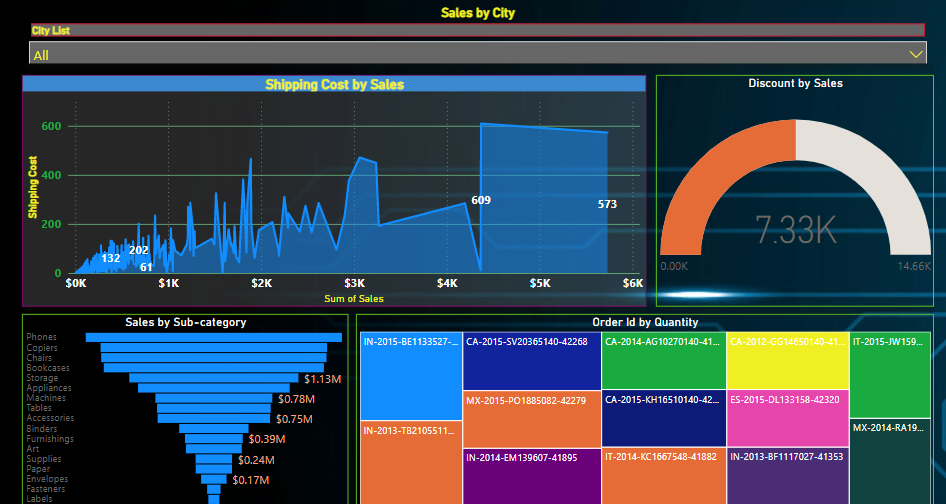 Sales by City
City List
All
Shipping Cost by Sales
Shipping Cost
600
400
200
0
609
573
202
132
61
$0K $1K $2K $3K $4K $5K $6K
Sum of Sales
Discount by Sales
7.33K
0.00K 14.66K
Sales by Sub-category
Phones
Copiers
Chairs
Bookcases
Storage $1.13M
Appliances
Machines $0.78M
Tables
Accessories $0.75M
Binders
Furnishings $0.39M
Art
Supplies $0.24M
Paper
Envelopes $0.17M
Fasteners
Labels
Order Id by Quantity
IN-2015-BE1133527-...
IN-2013-TB2105511...
CA-2015-SV20365140-42268
MX-2015-PO1885082-42279
IN-2014-EM139607-41895
CA-2014-AG10270140-41...
CA-2015-KH16510140-42...
IT-2014-KC1667548-41882
CA-2012-CG14650140-41...
ES-2015-DL133158-42320
IN-2013-BF1117027-41353
IT-2015-JW159...
MX-2014-RA19...